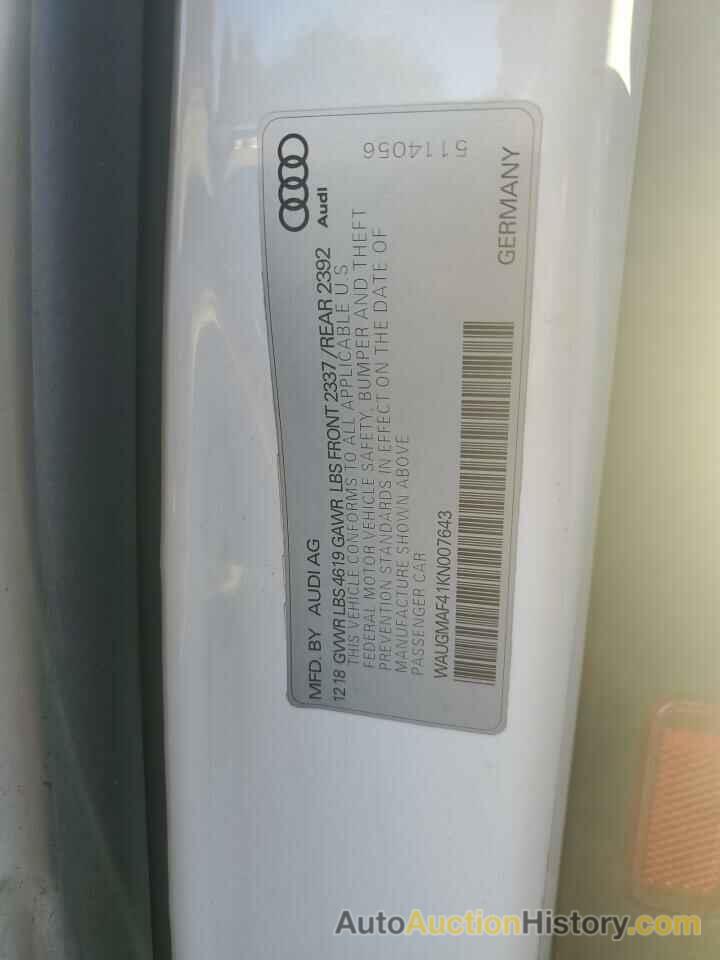 MFD. BY AUDI AG
Audi
12 18 GVWR LBS 4619 GAWR LBS FRONT 2337 / REAR 2392
THIS VEHICLE CONFORMS TO ALL APPLICABLE U.S
FEDERAL MOTOR VEHICLE SAFETY, BUMPER AND THEFT
PREVENTION STANDARDS IN EFFECT ON THE DATE OF
MANUFACTURE SHOWN ABOVE
PASSENGER CAR
5114056
WAUGMAF41KN007643
GERMANY
AutoAuctionHistory.com